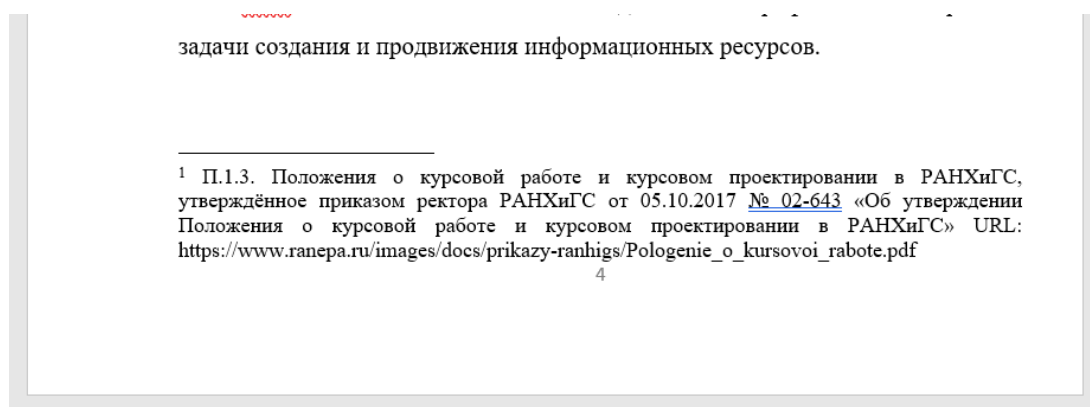 задачи создания и продвижения информационных ресурсов.
1 П.1.3. Положения о курсовой работе и курсовом проектировании в РАНХиГС,
утверждённое приказом ректора РАНХиГС от 05.10.2017 № 02-643 «Об утверждении
Положения о курсовой работе и курсовом проектировании в РАНХиГС» URL:
https://www.ranepa.ru/images/docs/prikazy-ranhigs/Pologenie_o_kursovoi_rabote.pdf
4